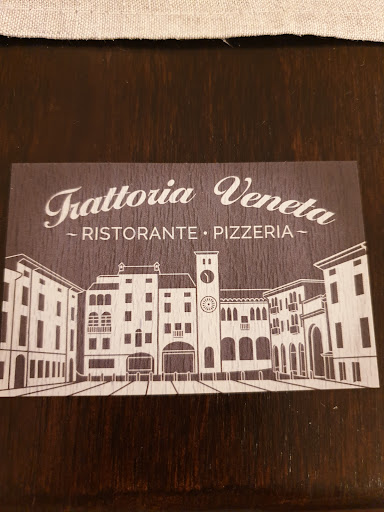 Trattoria Veneta
~ RISTORANTE • PIZZERIA ~